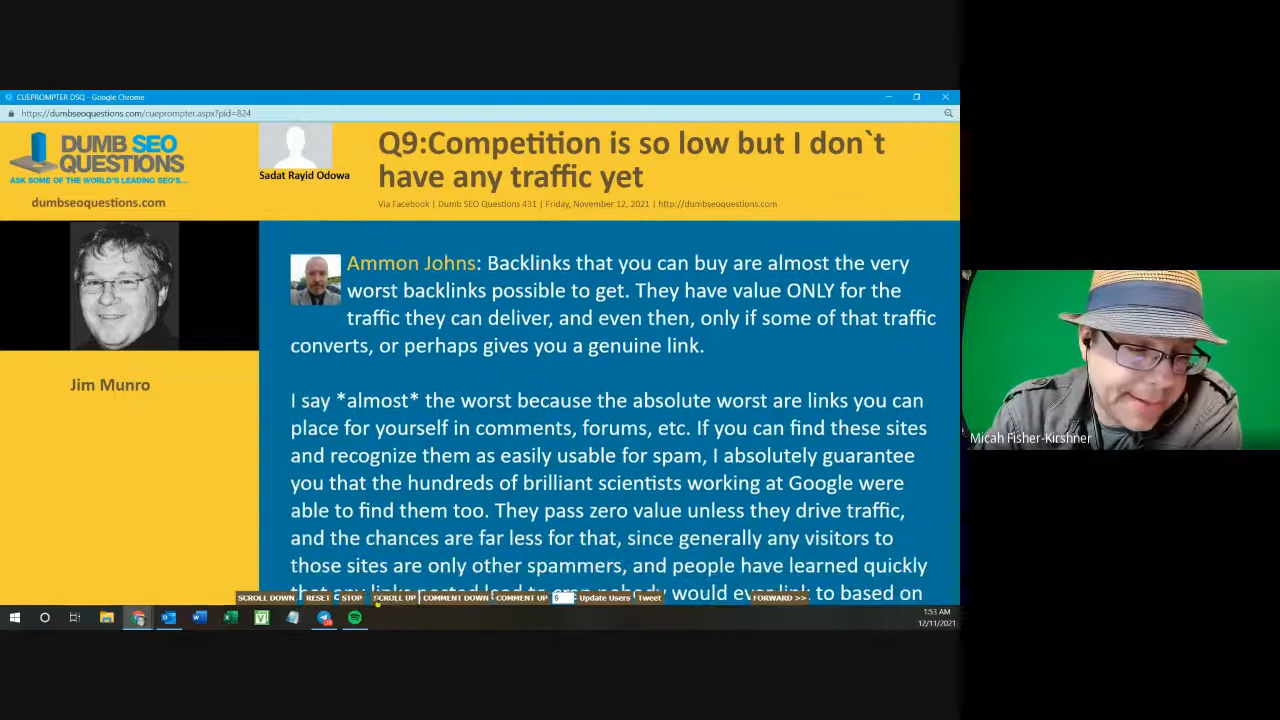 CUEPROMPTER DSQ - Google Chrome
https://dumbseoquestions.com/cueprompter.aspx?pid=824
DUMB SEO
QUESTIONS
ASK SOME OF THE WORLD'S LEADING SEO'S...
dumbseoquestions.com
Sadat Rayid Odowa
Q9:Competition is so low but I don`t
have any traffic yet
Via Facebook | Dumb SEO Questions 431 | Friday, November 12, 2021 | http://dumbseoquestions.com
Jim Munro
Ammon Johns: Backlinks that you can buy are almost the very
worst backlinks possible to get. They have value ONLY for the
traffic they can deliver, and even then, only if some of that traffic
converts, or perhaps gives you a genuine link.
I say *almost* the worst because the absolute worst are links you can
place for yourself in comments, forums, etc. If you can find these sites
and recognize them as easily usable for spam, I absolutely guarantee
you that the hundreds of brilliant scientists working at Google were
able to find them too. They pass zero value unless they drive traffic,
and the chances are far less for that, since generally any visitors to
those sites are only other spammers, and people have learned quickly
that any links posted lead to crap nobody would ever link to based on
SCROLL DOWN RESET STOP SCROLL UP COMMENT DOWN COMMENT UP 9 Update Users Tweet FORWARD >>
1:53 AM
12/11/2021
Micah Fisher-Kirshner